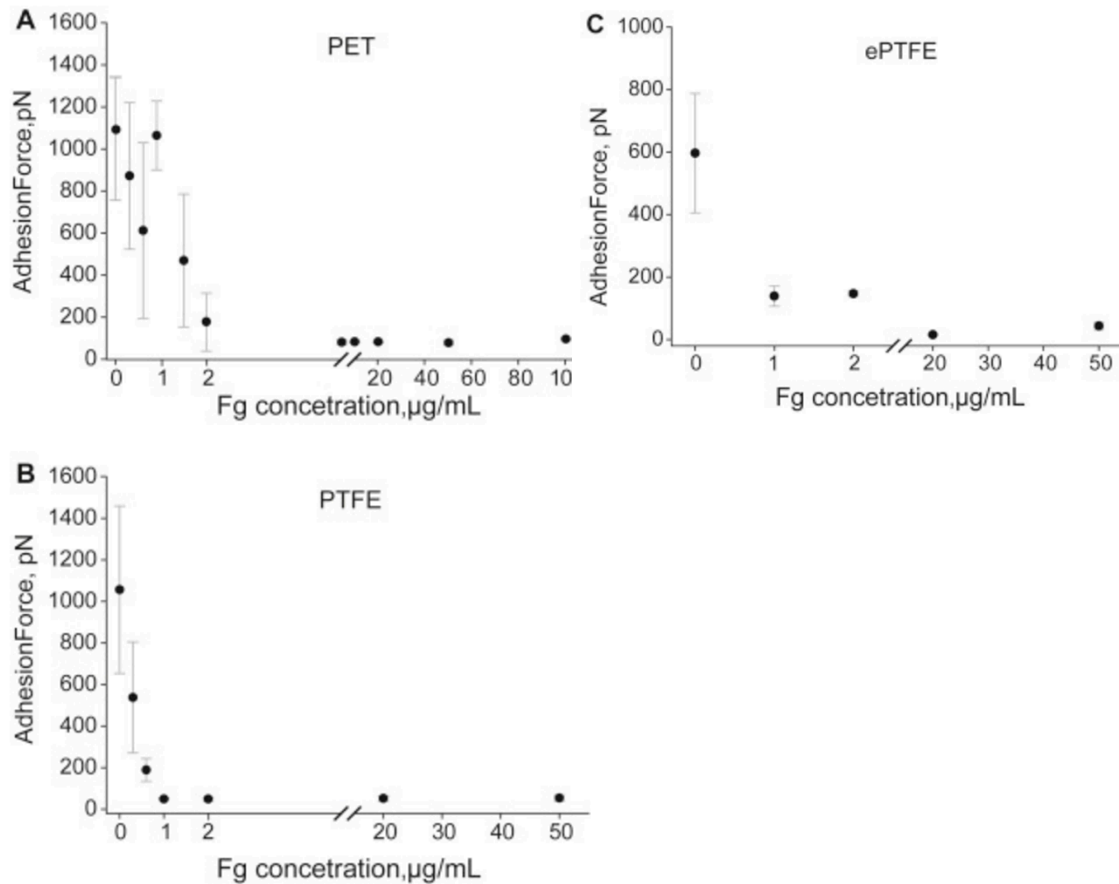 A
PET
1600
1400
1200
1000
800
600
400
200
0
AdhesionForce,pN
0 1 2 20 40 60 80 10
Fg concetration,µg/mL
C
ePTFE
1000
800
600
400
200
0
AdhesionForce, pN
0 1 2 20 30 40 50
Fg concetration,µg/mL
B
PTFE
1600
1400
1200
1000
800
600
400
200
0
AdhesionForce, pN
0 1 2 20 30 40 50
Fg concetration,µg/mL